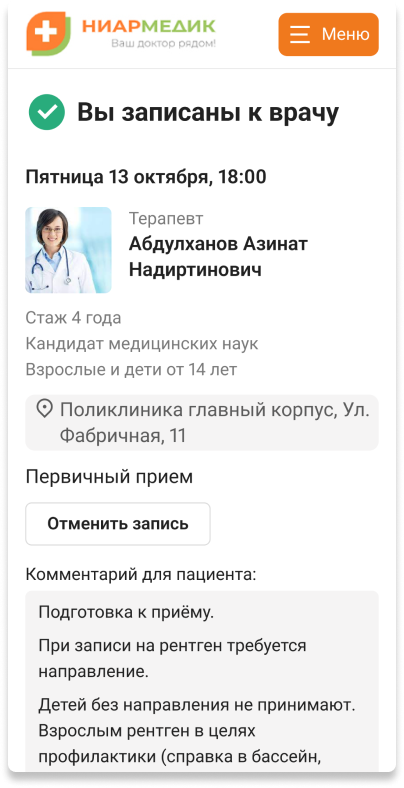 НИАРМЕДИК
Ваш доктор рядом!
Меню
Вы записаны к врачу
Пятница 13 октября, 18:00
Терапевт
Абдулханов Азинат
Надиртинович
Стаж 4 года
Кандидат медицинских наук
Взрослые и дети от 14 лет
Поликлиника главный корпус, Ул.
Фабричная, 11
Первичный прием
Отменить запись
Комментарий для пациента:
Подготовка к приёму.
При записи на рентген требуется
направление.
Детей без направления не принимают.
Взрослым рентген в целях
профилактики (справка в бассейн,